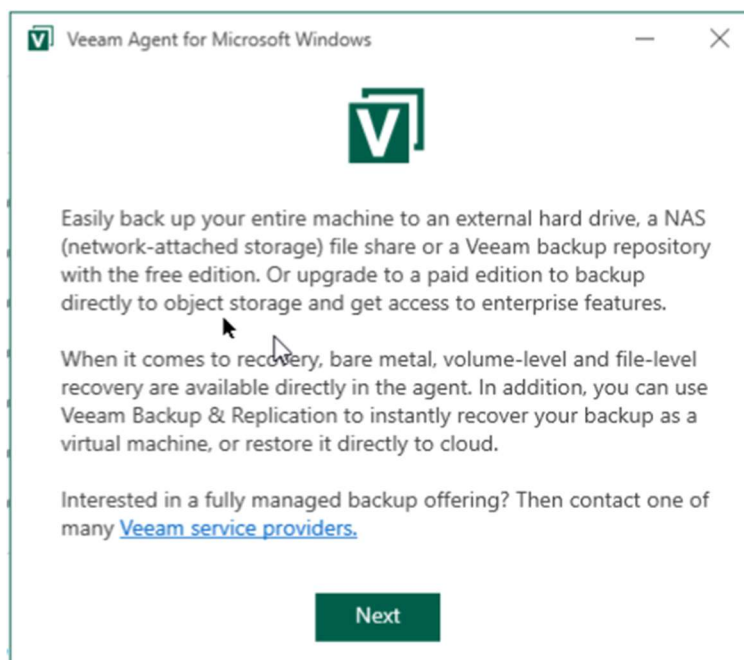 V Veeam Agent for Microsoft Windows
V
Easily back up your entire machine to an external hard drive, a NAS
(network-attached storage) file share or a Veeam backup repository
with the free edition. Or upgrade to a paid edition to backup
directly to object storage and get access to enterprise features.
When it comes to recovery, bare metal, volume-level and file-level
recovery are available directly in the agent. In addition, you can use
Veeam Backup & Replication to instantly recover your backup as a
virtual machine, or restore it directly to cloud.
Interested in a fully managed backup offering? Then contact one of
many Veeam service providers.
Next